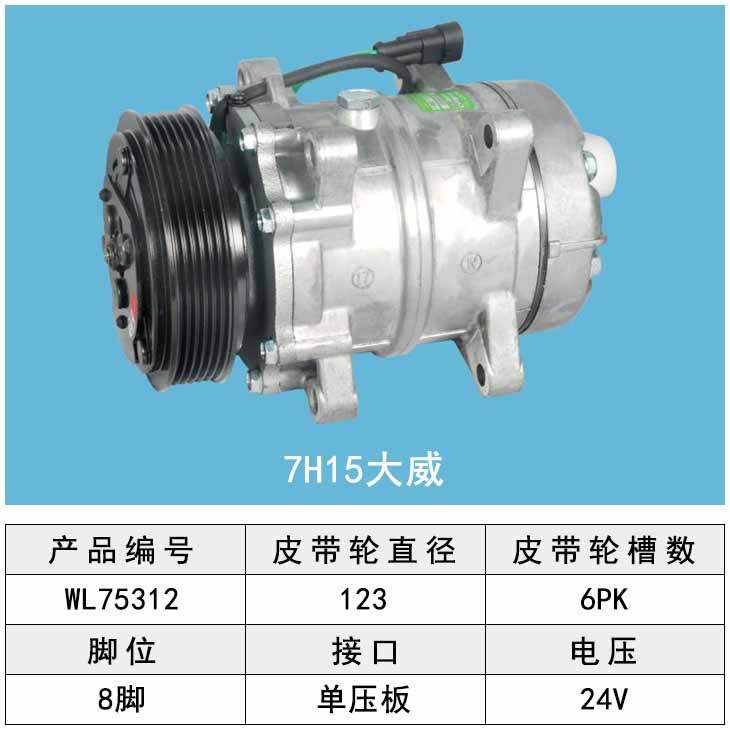 7H15大威
17
产品编号 皮带轮直径 皮带轮槽数
WL75312 123 6PK
脚位 接口 电压
8脚 单压板 24V